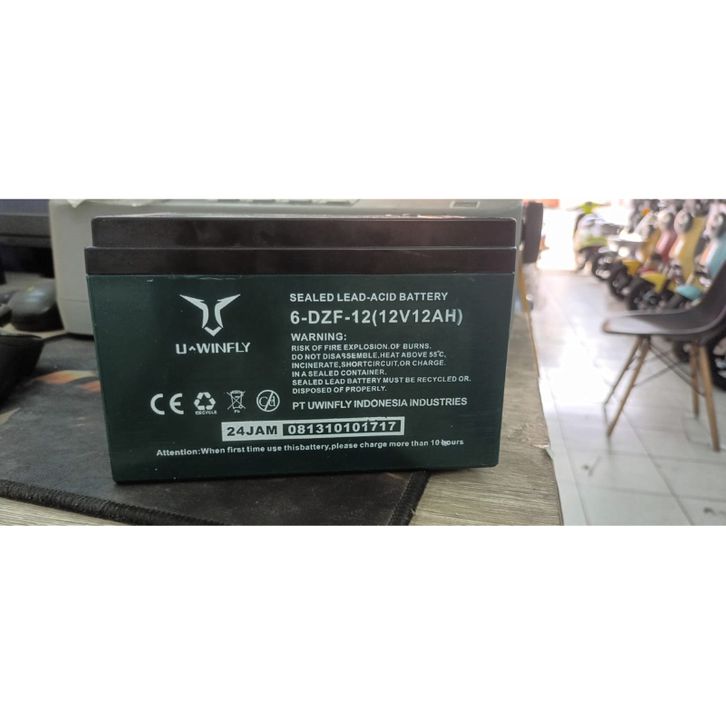 SEALED LEAD-ACID BATTERY
6-DZF-12(12V12AH)
U-WINFLY
WARNING:
RISK OF FIRE EXPLOSION.OF BURNS.
DO NOT DISASSEMBLE,HEAT ABOVE 55℃,
INCINERATE,SHORTCIRCUIT,OR CHARGE.
IN A SEALED CONTAINER.
SEALED LEAD BATTERY MUST BE RECYCLED OR.
DISPOSED OF PROPERLY.
CE RECYCLE Pb
PT UWINFLY INDONESIA INDUSTRIES
24JAM 081310101717
Attention:When first time use thisbattery,please charge more than 10 hours